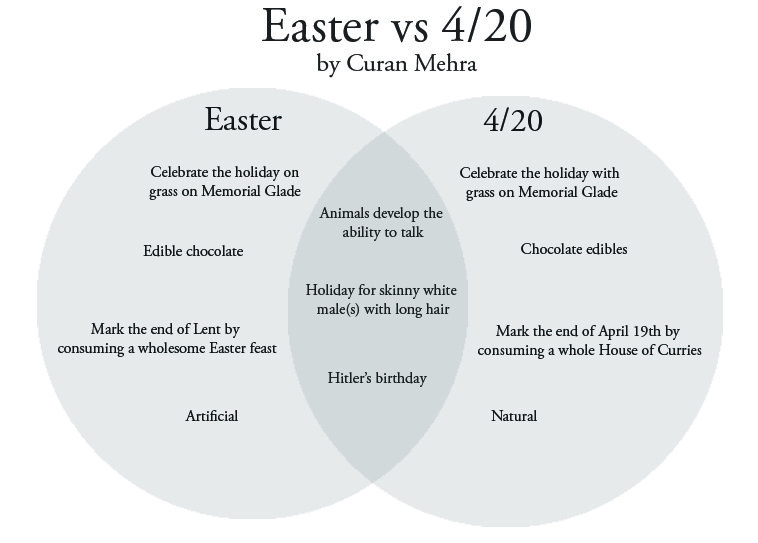 Easter vs 4/20
by Curan Mehra
Easter
Celebrate the holiday on
grass on Memorial Glade
Edible chocolate
Mark the end of Lent by
consuming a wholesome Easter feast
Artificial
Animals develop the
ability to talk
Holiday for skinny white
male(s) with long hair
Hitler's birthday
4/20
Celebrate the holiday with
grass on Memorial Glade
Chocolate edibles
Mark the end of April 19th by
consuming a whole House of Curries
Natural